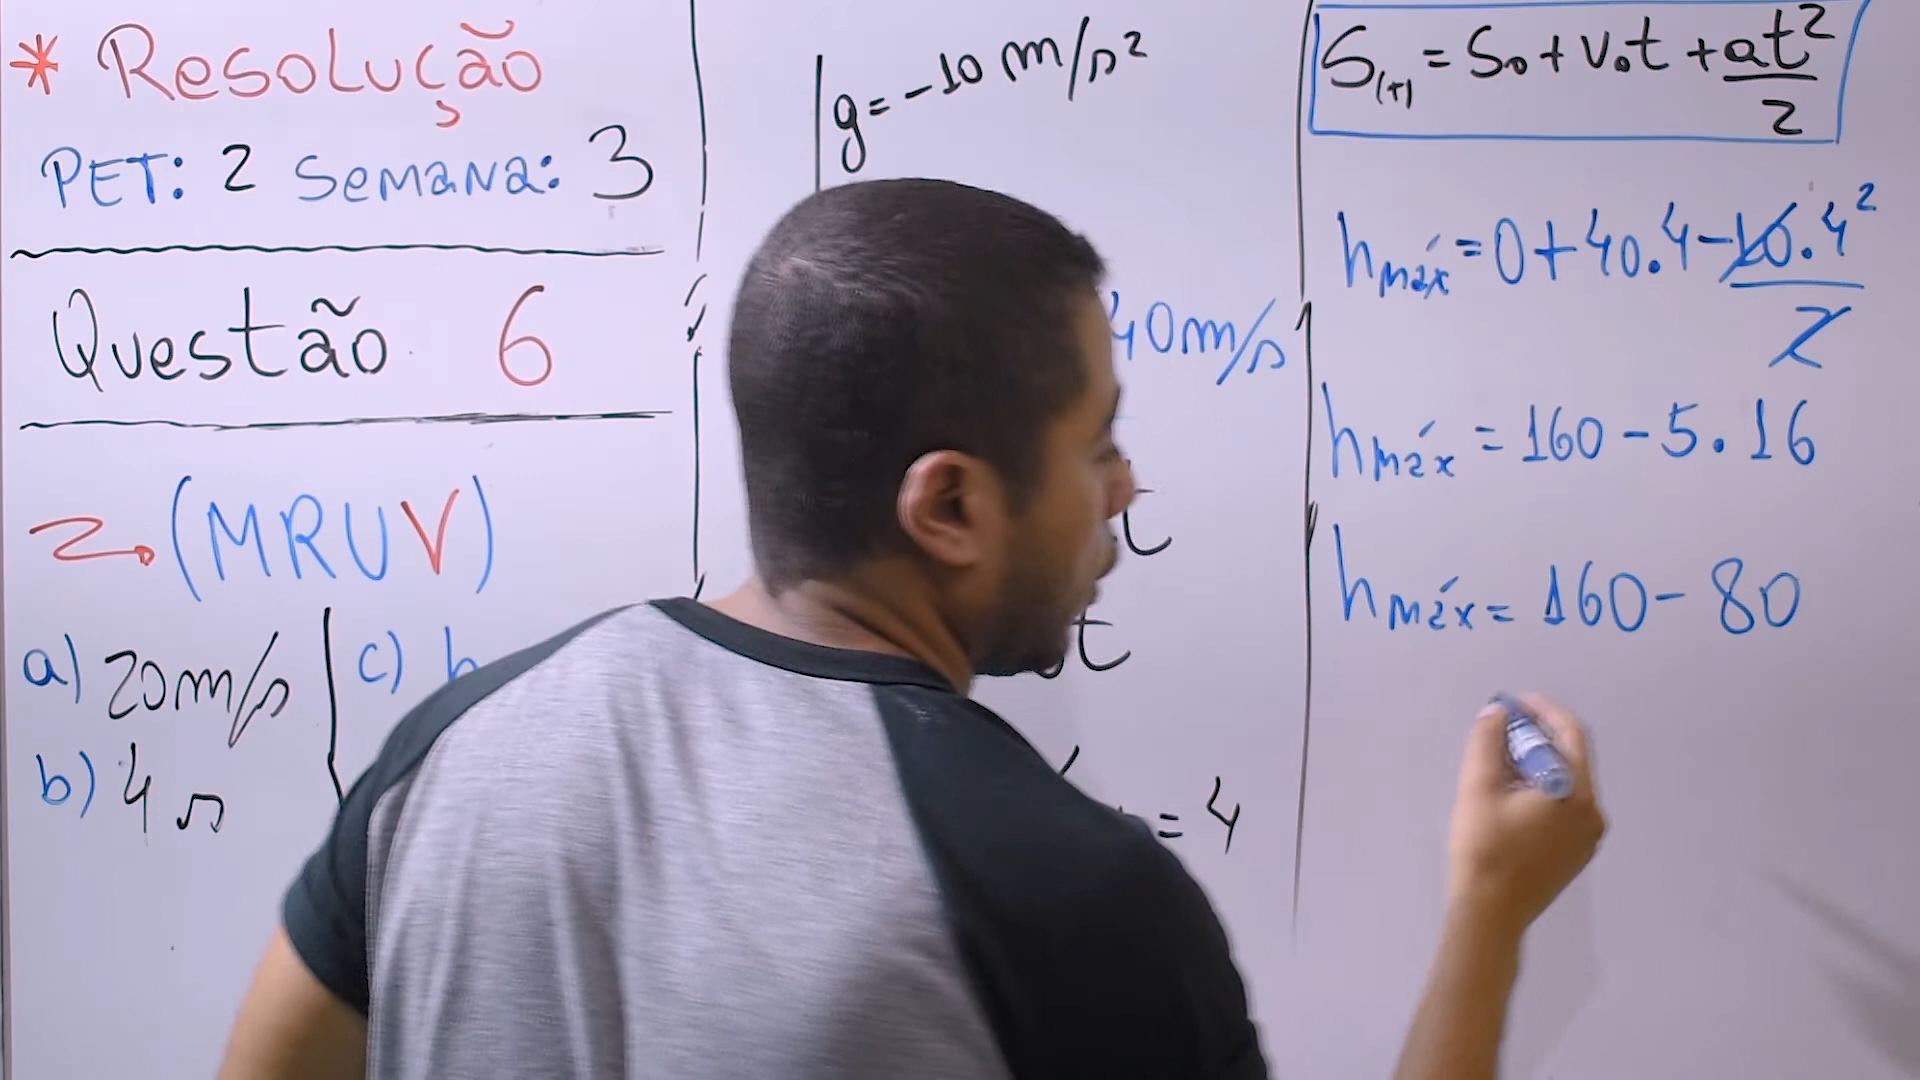 * Resolução
PET: 2 Semana: 3
Questão 6
(MRUV)
a) 20m/s
b) 4 s
c) h
g = -10 m/s²
40m/s
t
t
= 4
S(t) = S₀ + V₀t + at²/2
hmáx = 0 + 40.4 - 10.4²/2
hmáx = 160 - 5.16
hmáx = 160 - 80